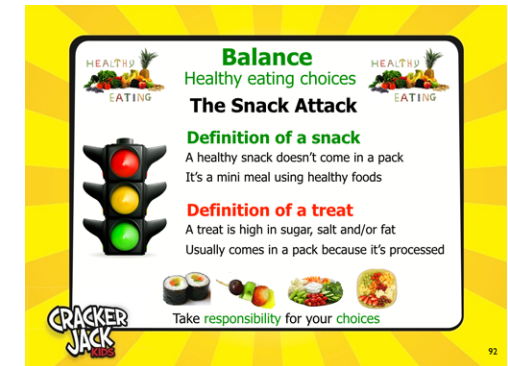 Balance
HEALTHY
EATING
Healthy eating choices
HEALTHY
EATING
The Snack Attack
Definition of a snack
A healthy snack doesn't come in a pack
It's a mini meal using healthy foods
Definition of a treat
A treat is high in sugar, salt and/or fat
Usually comes in a pack because it's processed
Take responsibility for your choices
CRACKER
JACK
KIDS
92